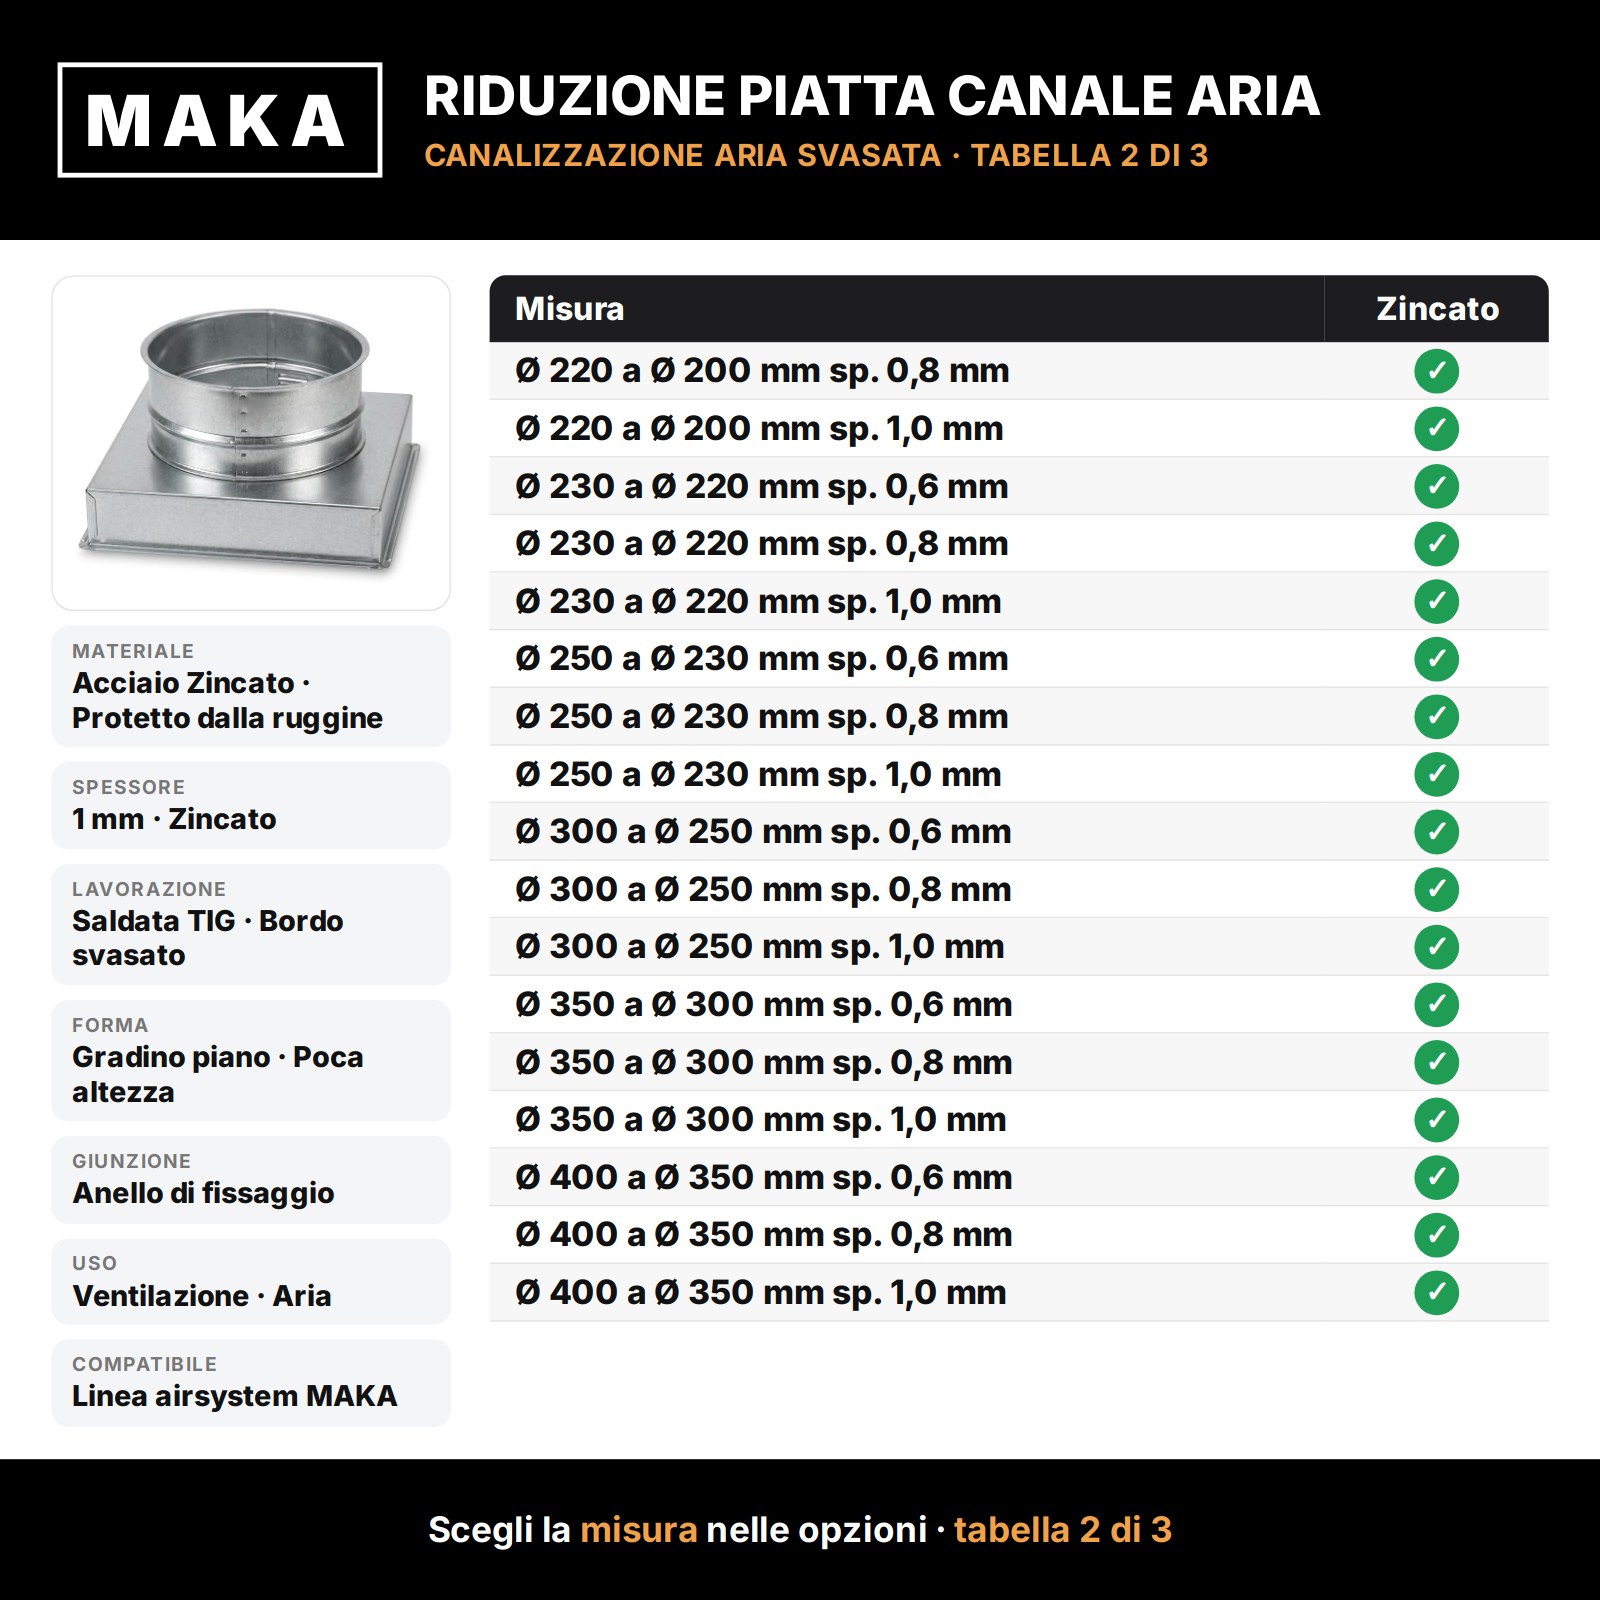 MAKA
RIDUZIONE PIATTA CANALE ARIA
CANALIZZAZIONE ARIA SVASATA · TABELLA 2 DI 3
MATERIALE
Acciaio Zincato ·
Protetto dalla ruggine
SPESSORE
1 mm · Zincato
LAVORAZIONE
Saldata TIG · Bordo
svasato
FORMA
Gradino piano · Poca
altezza
GIUNZIONE
Anello di fissaggio
USO
Ventilazione · Aria
COMPATIBILE
Linea airsystem MAKA
Misura Zincato
Ø 220 a Ø 200 mm sp. 0,8 mm ✓
Ø 220 a Ø 200 mm sp. 1,0 mm ✓
Ø 230 a Ø 220 mm sp. 0,6 mm ✓
Ø 230 a Ø 220 mm sp. 0,8 mm ✓
Ø 230 a Ø 220 mm sp. 1,0 mm ✓
Ø 250 a Ø 230 mm sp. 0,6 mm ✓
Ø 250 a Ø 230 mm sp. 0,8 mm ✓
Ø 250 a Ø 230 mm sp. 1,0 mm ✓
Ø 300 a Ø 250 mm sp. 0,6 mm ✓
Ø 300 a Ø 250 mm sp. 0,8 mm ✓
Ø 300 a Ø 250 mm sp. 1,0 mm ✓
Ø 350 a Ø 300 mm sp. 0,6 mm ✓
Ø 350 a Ø 300 mm sp. 0,8 mm ✓
Ø 350 a Ø 300 mm sp. 1,0 mm ✓
Ø 400 a Ø 350 mm sp. 0,6 mm ✓
Ø 400 a Ø 350 mm sp. 0,8 mm ✓
Ø 400 a Ø 350 mm sp. 1,0 mm ✓
Scegli la misura nelle opzioni · tabella 2 di 3